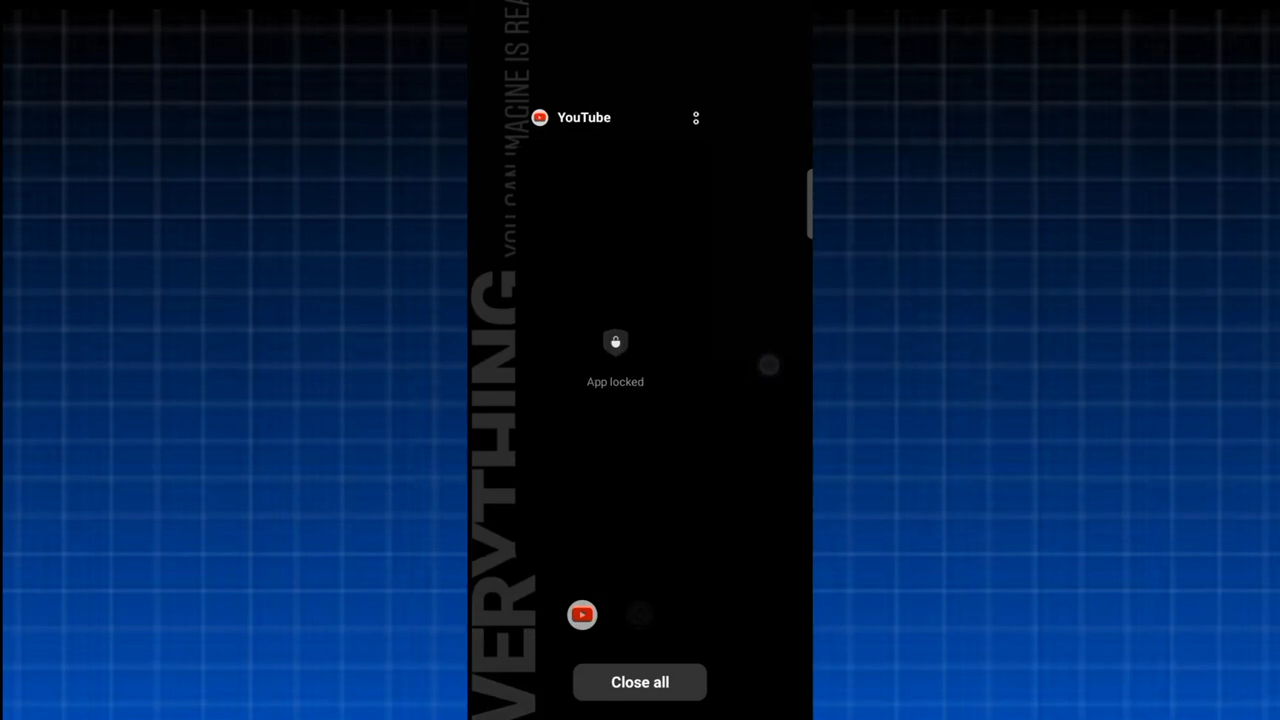 YouTube
App locked
Close all
VERYTHING
YOU CAN IMAGINE IS REA